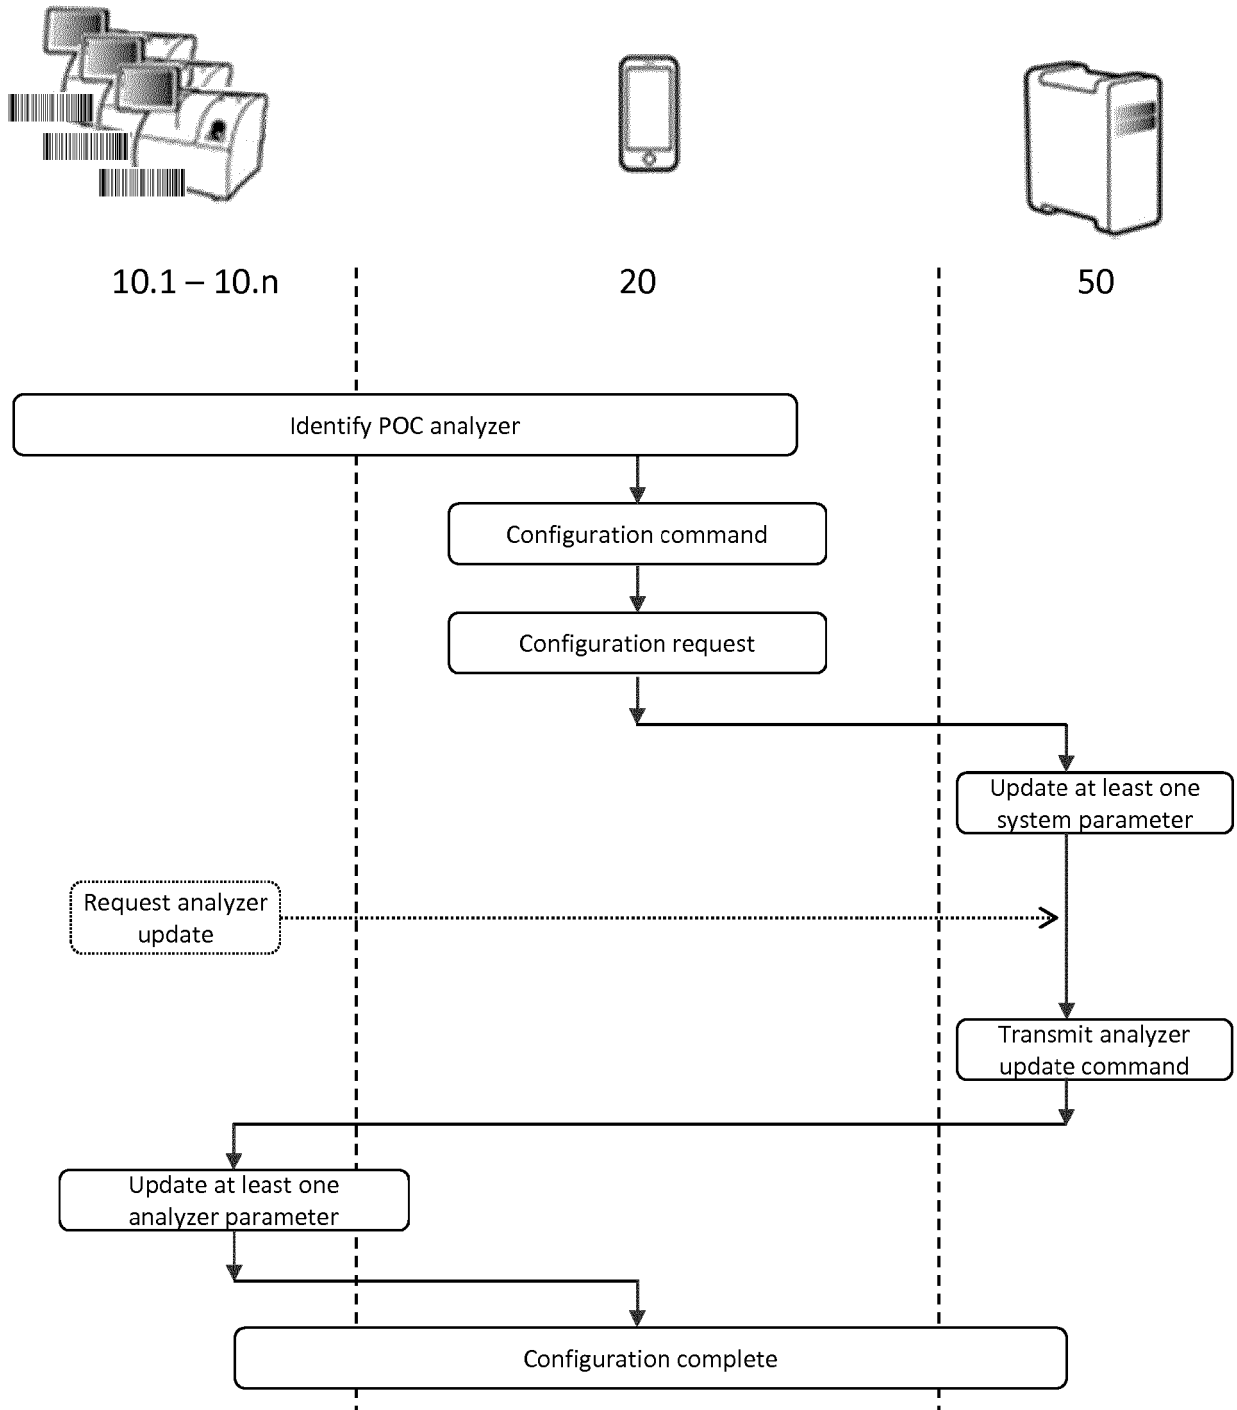 10.1 – 10.n
20
50
Identify POC analyzer
Configuration command
Configuration request
Update at least one
system parameter
Request analyzer
update
Transmit analyzer
update command
Update at least one
analyzer parameter
Configuration complete